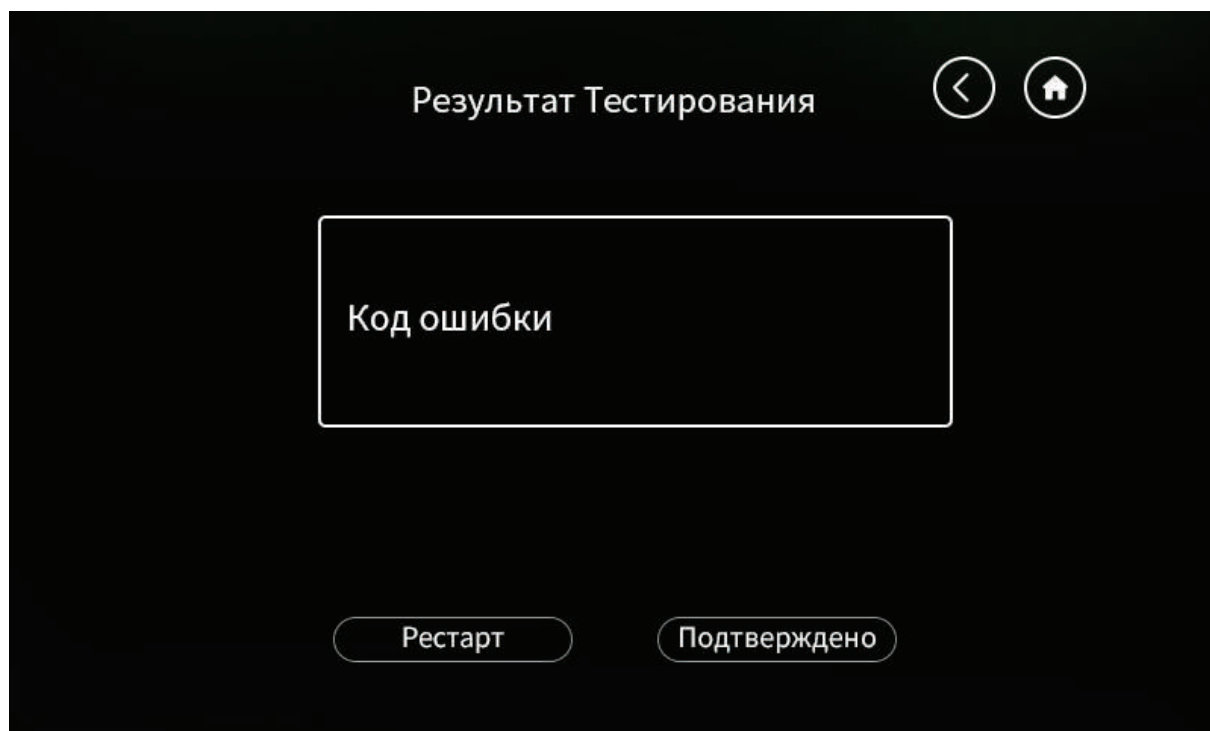 Результат Тестирования
Код ошибки
Рестарт
Подтверждено